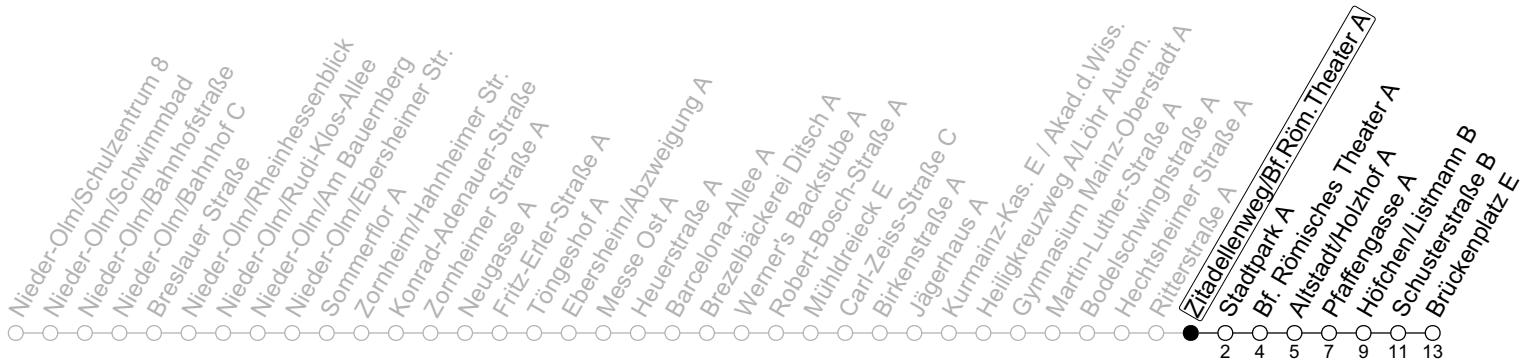 Nieder-Olm/Schulzentrum 8
Nieder-Olm/Schwimmbad
Nieder-Olm/Bahnhofstraße
Nieder-Olm/Bahnhof C
Breslauer Straße
Nieder-Olm/Rheinhessenblick
Nieder-Olm/Rudi-Klos-Allee
Nieder-Olm/Am Bauernberg
Nieder-Olm/Ebersheimer Str.
Sommerflor A
Zornheim/Hahnheimer Str.
Konrad-Adenauer-Straße
Zornheimer Straße A
Neugasse A
Fritz-Erler-Straße A
Töngeshof A
Ebersheim/Abzweigung A
Messe Ost A
Heuerstraße A
Barcelona-Allee A
Brezelbäckerei Ditsch A
Werner's Backstube A
Robert-Bosch-Straße A
Mühldreieck E
Carl-Zeiss-Straße C
Birkenstraße A
Jägerhaus A
Kurmainz-Kas. E / Akad.d.Wiss.
Heiligkreuzweg A/Löhr Autom.
Gymnasium Mainz-Oberstadt A
Martin-Luther-Straße A
Bodelschwinghstraße A
Hechtsheimer Straße A
Ritterstraße A
Zitadellenweg/Bf.Röm.Theater A
Stadtpark A
Bf. Römisches Theater A
Altstadt/Holzhof A
Pfaffengasse A
Höfchen/Listmann B
Schusterstraße B
Brückenplatz E
2 4 5 7 9 11 13